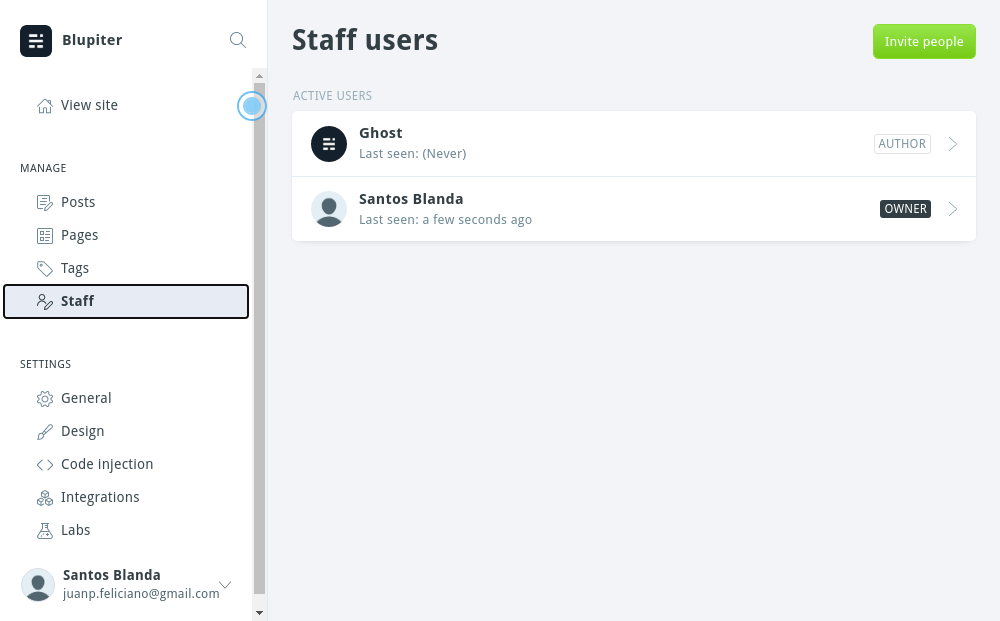 Blupiter
View site
MANAGE
Posts
Pages
Tags
Staff
SETTINGS
General
Design
Code injection
Integrations
Labs
Santos Blanda
juanp.feliciano@gmail.com
Staff users
Invite people
ACTIVE USERS
Ghost
Last seen: (Never)
AUTHOR
Santos Blanda
Last seen: a few seconds ago
OWNER